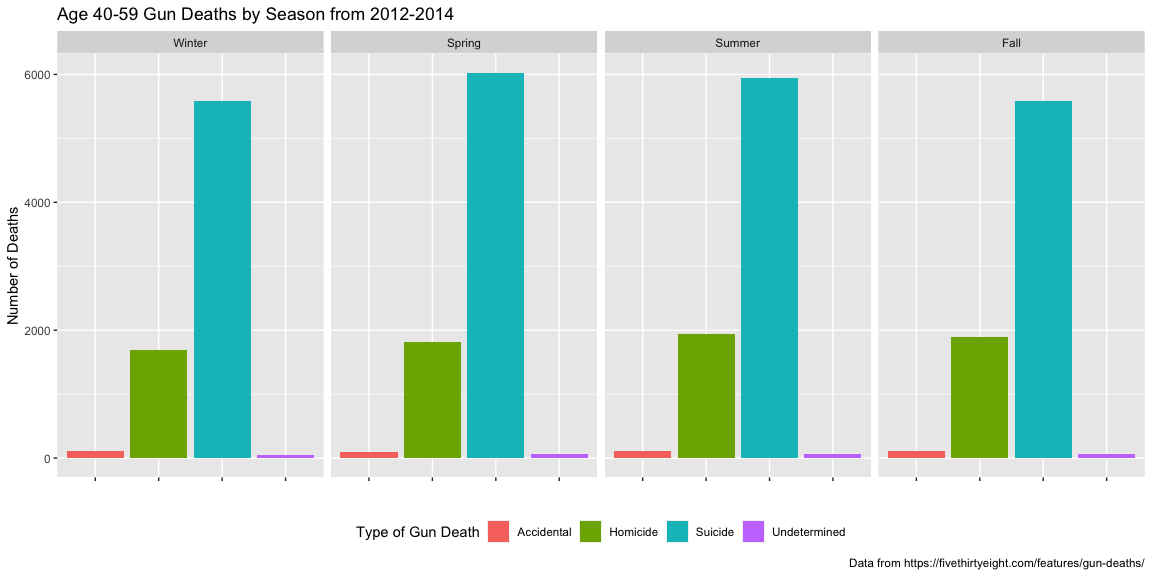 Age 40-59 Gun Deaths by Season from 2012-2014
Winter Spring Summer Fall
6000
4000
2000
0
Number of Deaths
Type of Gun Death Accidental Homicide Suicide Undetermined
Data from https://fivethirtyeight.com/features/gun-deaths/